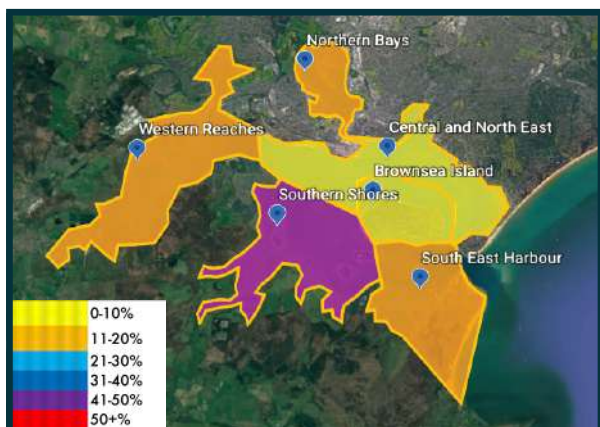 Northern Bays
Western Reaches
Central and North East
Brownsea Island
Southern Shores
South East Harbour
0-10%
11-20%
21-30%
31-40%
41-50%
50+%